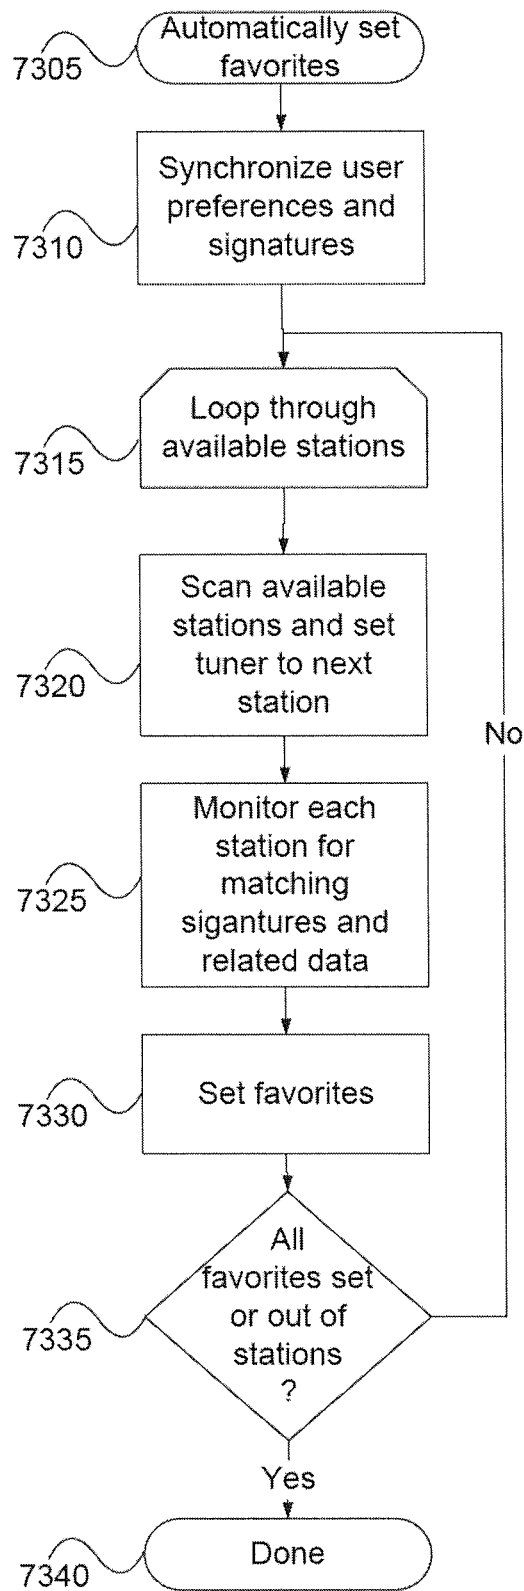 Automatically set
favorites
7305
Synchronize user
preferences and
signatures
7310
Loop through
available stations
7315
Scan available
stations and set
tuner to next
station
7320
No
Monitor each
station for
matching
sigantures and
related data
7325
Set favorites
7330
All
favorites set
or out of
stations
?
7335
Yes
Done
7340